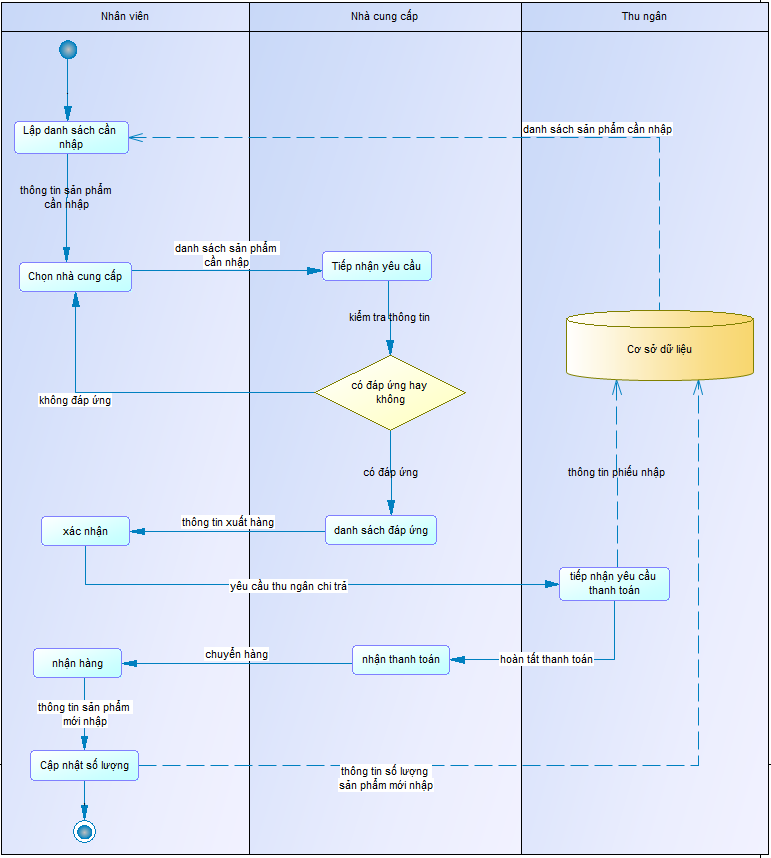 Nhân viên
Nhà cung cấp
Thu ngân
Lập danh sách cần
nhập
danh sách sản phẩm cần nhập
thông tin sản phẩm
cần nhập
danh sách sản phẩm
cần nhập
Chọn nhà cung cấp
Tiếp nhận yêu cầu
kiểm tra thông tin
Cơ sở dữ liệu
có đáp ứng hay
không
không đáp ứng
có đáp ứng
thông tin phiếu nhập
thông tin xuất hàng
xác nhận
danh sách đáp ứng
yêu cầu thu ngân chi trả
tiếp nhận yêu cầu
thanh toán
chuyển hàng
nhận hàng
nhận thanh toán
hoàn tất thanh toán
thông tin sản phẩm
mới nhập
Cập nhật số lượng
thông tin số lượng
sản phẩm mới nhập